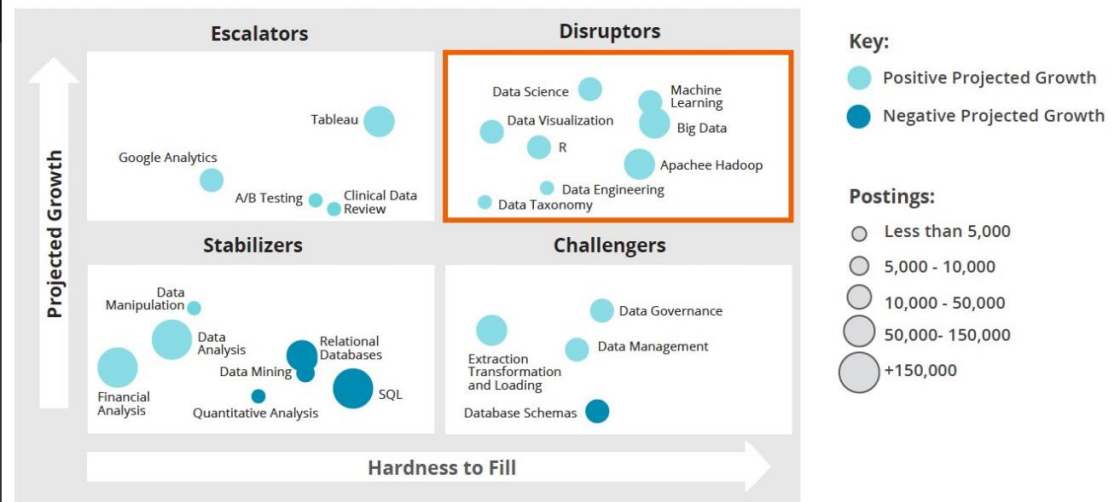 Escalators
Disruptors
Key:
Positive Projected Growth
Negative Projected Growth
Postings:
Less than 5,000
5,000 - 10,000
10,000 - 50,000
50,000- 150,000
+150,000
Projected Growth
Tableau
Google Analytics
A/B Testing
Clinical Data
Review
Data Science
Machine
Learning
Data Visualization
Big Data
R
Apachee Hadoop
Data Engineering
Data Taxonomy
Stabilizers
Challengers
Data
Manipulation
Data
Analysis
Relational
Databases
Data Mining
SQL
Financial
Analysis
Quantitative Analysis
Data Governance
Data Management
Extraction
Transformation
and Loading
Database Schemas
Hardness to Fill